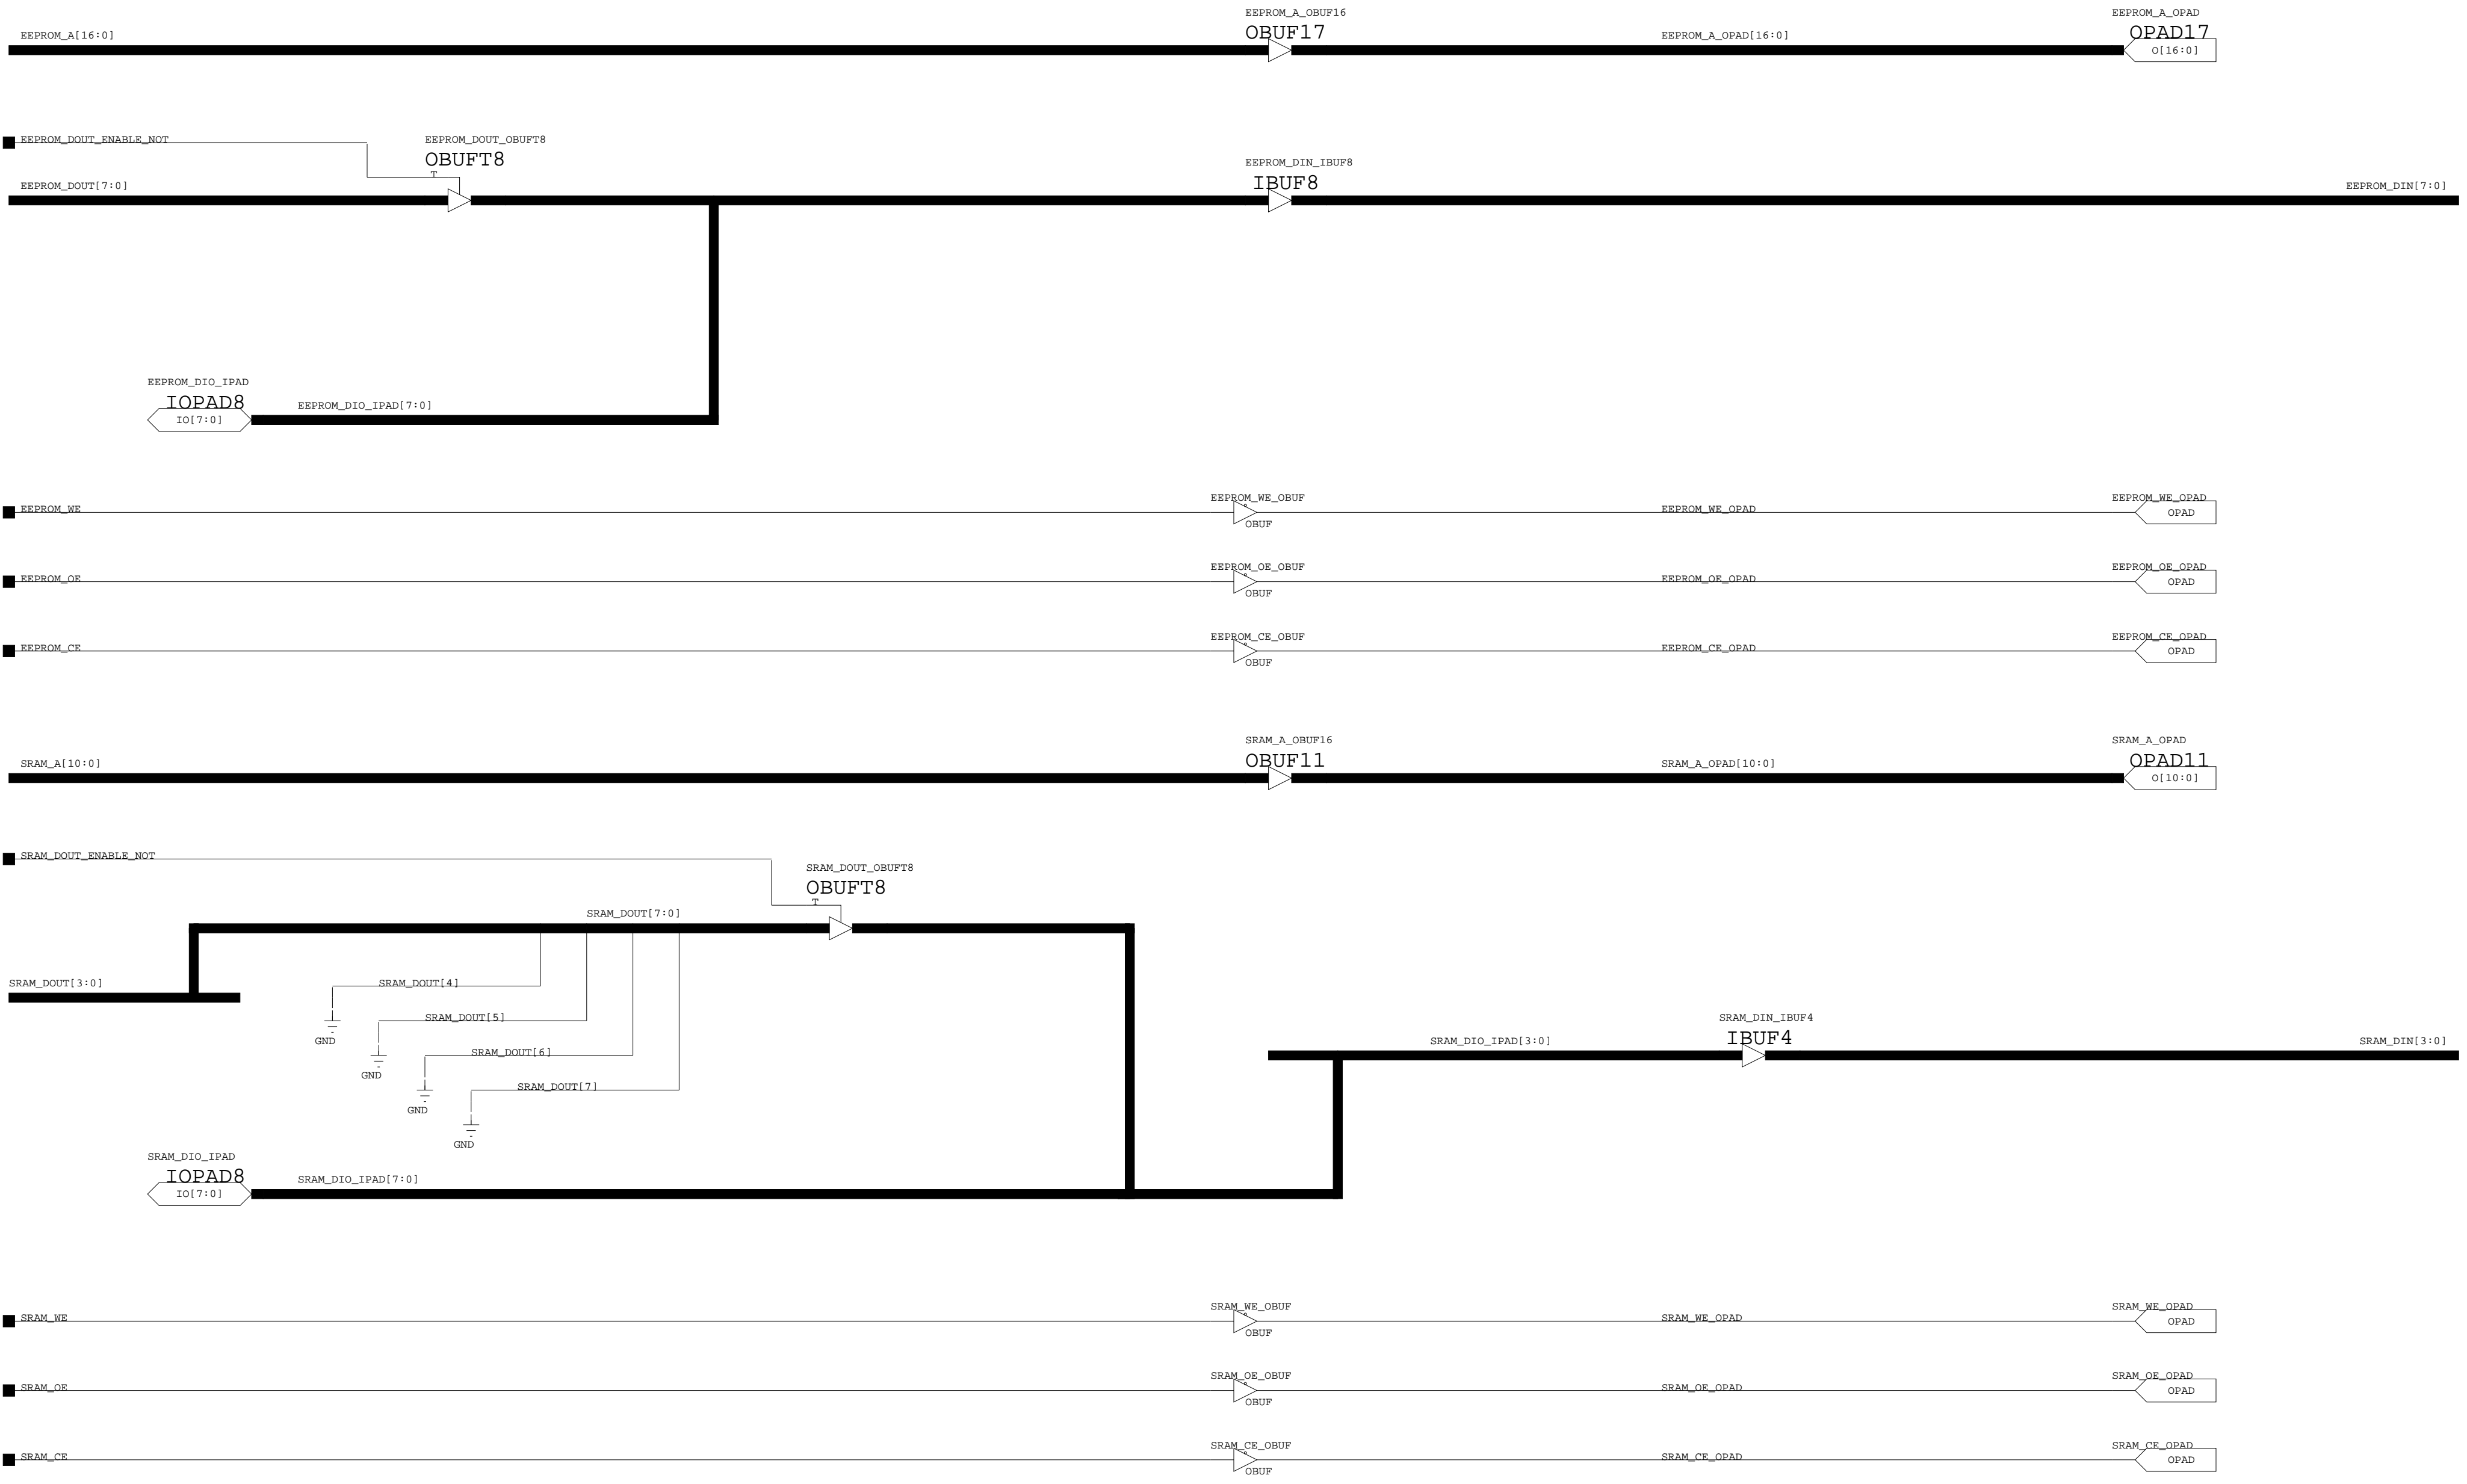 EEPROM_A_OBUF16
EEPROM_A_OPAD
EEPROM_A[16:0]
OBUF17
EEPROM_A_OPAD[16:0]
OPAD17
O[16:0]
EEPROM_DOUT_ENABLE_NOT
EEPROM_DOUT_OBUFT8
OBUFT8
T
EEPROM_DIN_IBUF8
IBUF8
EEPROM_DOUT[7:0]
EEPROM_DIN[7:0]
EEPROM_DIO_IPAD
IOPAD8
IO[7:0]
EEPROM_DIO_IPAD[7:0]
EEPROM_WE
EEPROM_WE_OBUF
OBUF
EEPROM_WE_OPAD
EEPROM_WE_OPAD
OPAD
EEPROM_OE
EEPROM_OE_OBUF
OBUF
EEPROM_OE_OPAD
EEPROM_OE_OPAD
OPAD
EEPROM_CE
EEPROM_CE_OBUF
OBUF
EEPROM_CE_OPAD
EEPROM_CE_OPAD
OPAD
SRAM_A_OBUF16
SRAM_A_OPAD
SRAM_A[10:0]
OBUF11
SRAM_A_OPAD[10:0]
OPAD11
O[10:0]
SRAM_DOUT_ENABLE_NOT
SRAM_DOUT_OBUFT8
OBUFT8
T
SRAM_DOUT[7:0]
SRAM_DOUT[3:0]
SRAM_DOUT[4]
GND
SRAM_DOUT[5]
GND
SRAM_DOUT[6]
GND
SRAM_DOUT[7]
GND
SRAM_DIN_IBUF4
IBUF4
SRAM_DIO_IPAD[3:0]
SRAM_DIN[3:0]
SRAM_DIO_IPAD
IOPAD8
IO[7:0]
SRAM_DIO_IPAD[7:0]
SRAM_WE
SRAM_WE_OBUF
OBUF
SRAM_WE_OPAD
SRAM_WE_OPAD
OPAD
SRAM_OE
SRAM_OE_OBUF
OBUF
SRAM_OE_OPAD
SRAM_OE_OPAD
OPAD
SRAM_CE
SRAM_CE_OBUF
OBUF
SRAM_CE_OPAD
SRAM_CE_OPAD
OPAD